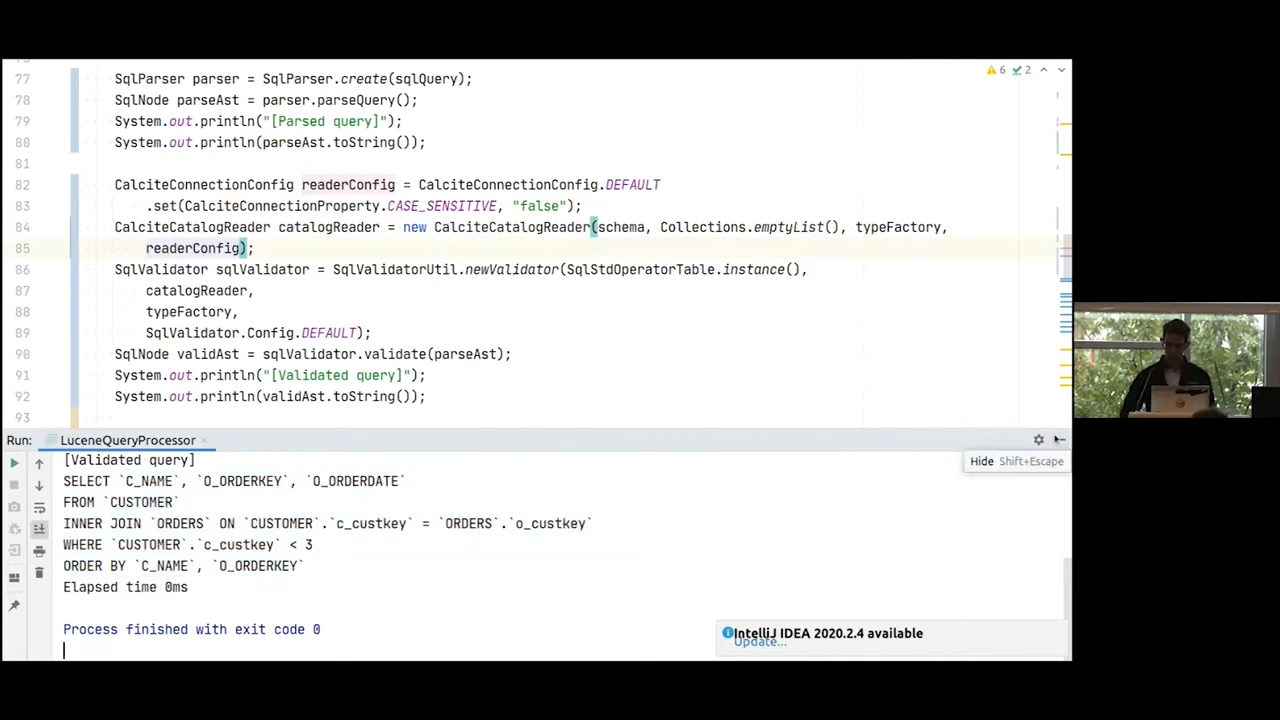 77 SqlParser parser = SqlParser.create(sqlQuery);
78 SqlNode parseAst = parser.parseQuery();
79 System.out.println("[Parsed query]");
80 System.out.println(parseAst.toString());
81
82 CalciteConnectionConfig readerConfig = CalciteConnectionConfig.DEFAULT
83 .set(CalciteConnectionProperty.CASE_SENSITIVE, "false");
84 CalciteCatalogReader catalogReader = new CalciteCatalogReader(schema, Collections.emptyList(), typeFactory,
85 readerConfig);
86 SqlValidator sqlValidator = SqlValidatorUtil.newValidator(SqlStdOperatorTable.instance(),
87 catalogReader,
88 typeFactory,
89 SqlValidator.Config.DEFAULT);
90 SqlNode validAst = sqlValidator.validate(parseAst);
91 System.out.println("[Validated query]");
92 System.out.println(validAst.toString());
93
6 2
Run: LuceneQueryProcessor
Hide Shift+Escape
[Validated query]
SELECT `C_NAME`, `O_ORDERKEY`, `O_ORDERDATE`
FROM `CUSTOMER`
INNER JOIN `ORDERS` ON `CUSTOMER`.`c_custkey` = `ORDERS`.`o_custkey`
WHERE `CUSTOMER`.`c_custkey` < 3
ORDER BY `C_NAME`, `O_ORDERKEY`
Elapsed time 0ms
Process finished with exit code 0
IntelliJ IDEA 2020.2.4 available
Update...